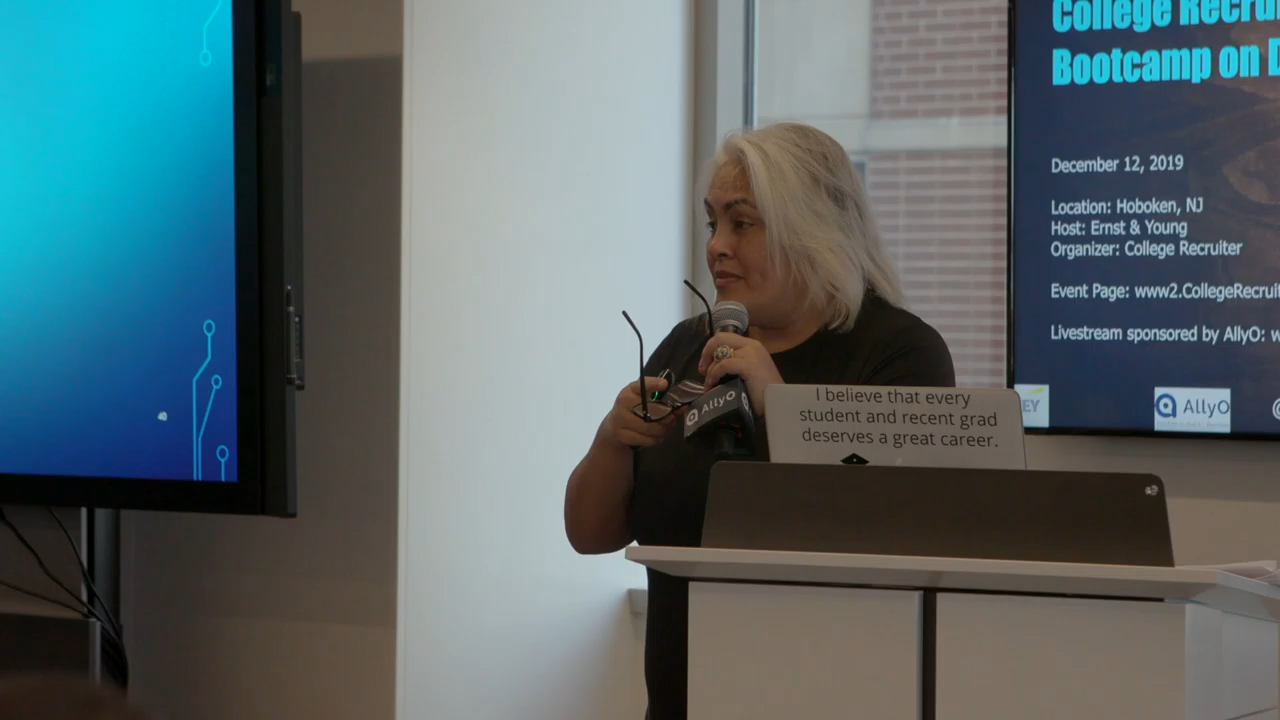 College Recrui
Bootcamp on D
December 12, 2019
Location: Hoboken, NJ
Host: Ernst & Young
Organizer: College Recruiter
Event Page: www2.CollegeRecruit
Livestream sponsored by AllyO: w
EY
AllyO
AllyO
I believe that every
student and recent grad
deserves a great career.